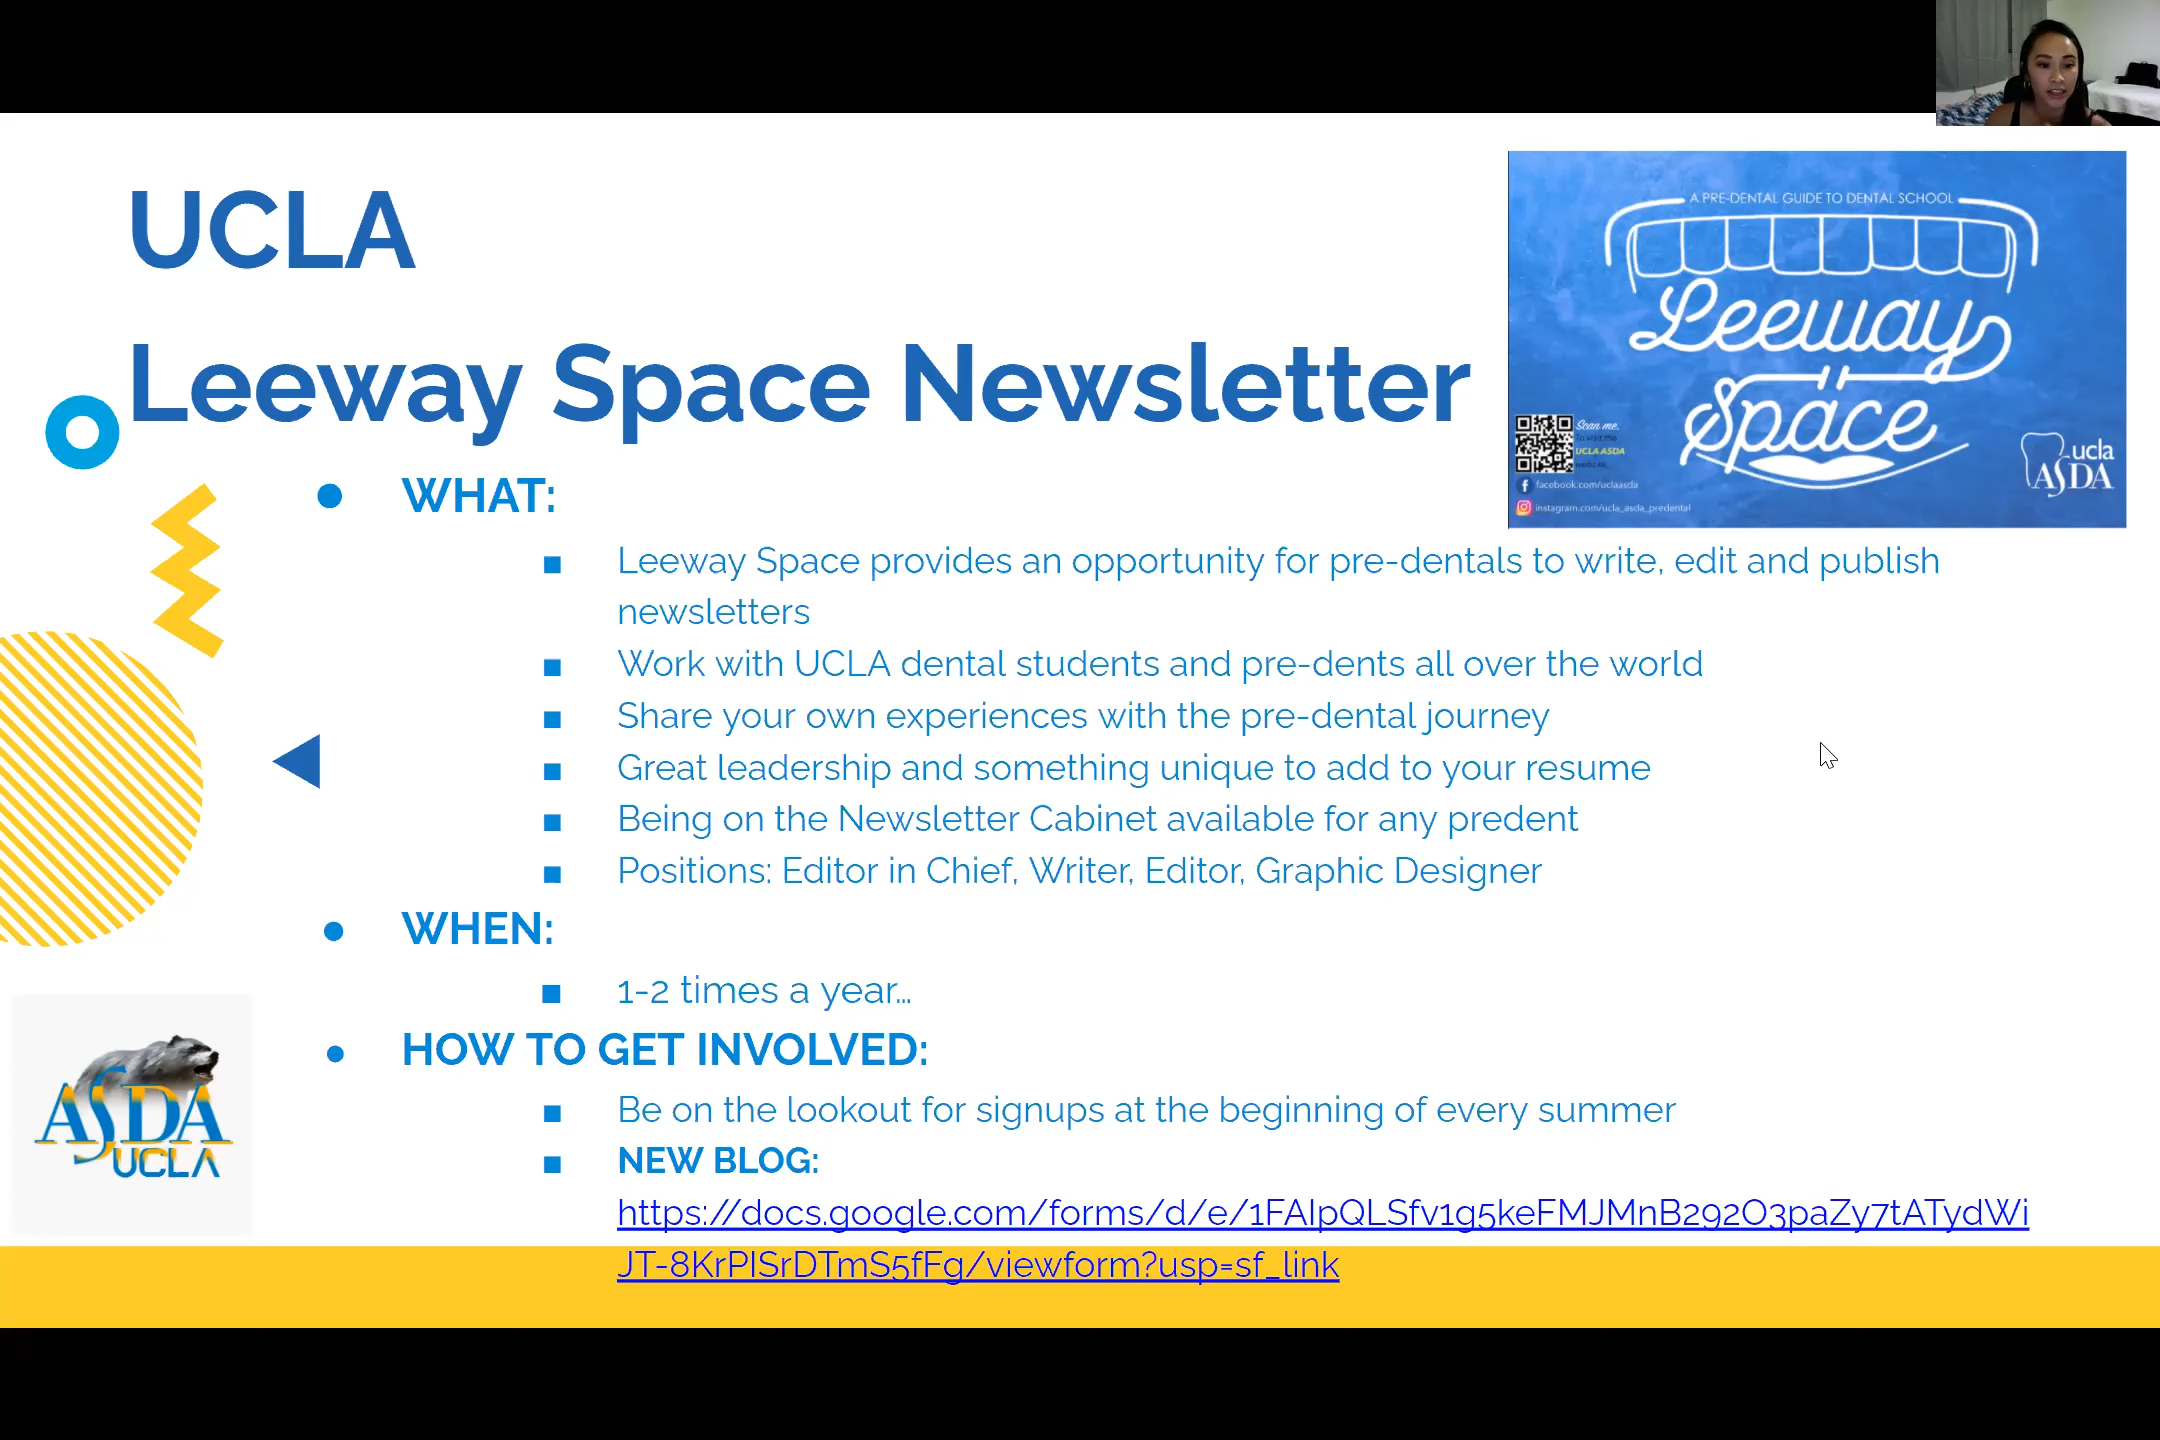 UCLA
Leeway Space Newsletter
A PRE-DENTAL GUIDE TO DENTAL SCHOOL
Leeway
Space
Scan me
To visit the
UCLA ASDA
website
facebook.com/uclaasda
instagram.com/ucla_asda_predental
ucla
ASDA
WHAT:
Leeway Space provides an opportunity for pre-dentals to write, edit and publish
newsletters
Work with UCLA dental students and pre-dents all over the world
Share your own experiences with the pre-dental journey
Great leadership and something unique to add to your resume
Being on the Newsletter Cabinet available for any predent
Positions: Editor in Chief, Writer, Editor, Graphic Designer
WHEN:
1-2 times a year...
HOW TO GET INVOLVED:
Be on the lookout for signups at the beginning of every summer
NEW BLOG:
https://docs.google.com/forms/d/e/1FAIpQLSfv1g5keFMJMnB292O3paZy7tATydWi
JT-8KrPISrDTmS5fFg/viewform?usp=sf_link
ASDA
UCLA